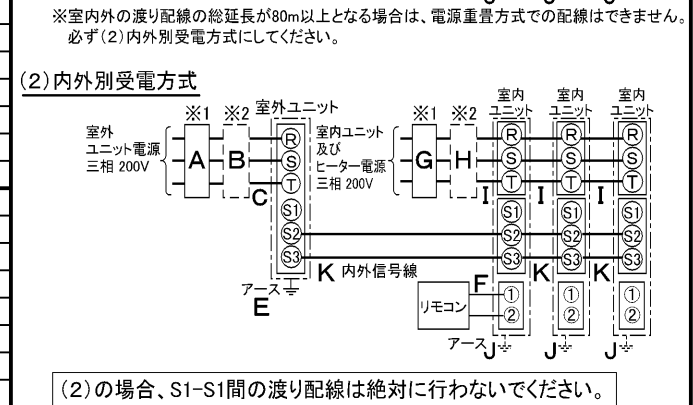 ※室内外の渡り配線の総延長が80m以上となる場合は、電源重畳方式での配線はできません。
必ず(2)内外別受電方式にしてください。
(2)内外別受電方式
※1 ※2 室外ユニット ※1 ※2 室内ユニット 室内ユニット 室内ユニット
室外
ユニット電源
三相 200V
A B C
R
S
T
S1
S2
S3
室内ユニット
及び
ヒーター電源
三相 200V
G H
R R R
S S S
T T T
I I I
S1 S1 S1
S2 S2 S2
S3 S3 S3
K 内外信号線 K K
アース
E
リモコン F
① ① ①
② ② ②
アース J J J
(2)の場合、S1-S1間の渡り配線は絶対に行わないでください。